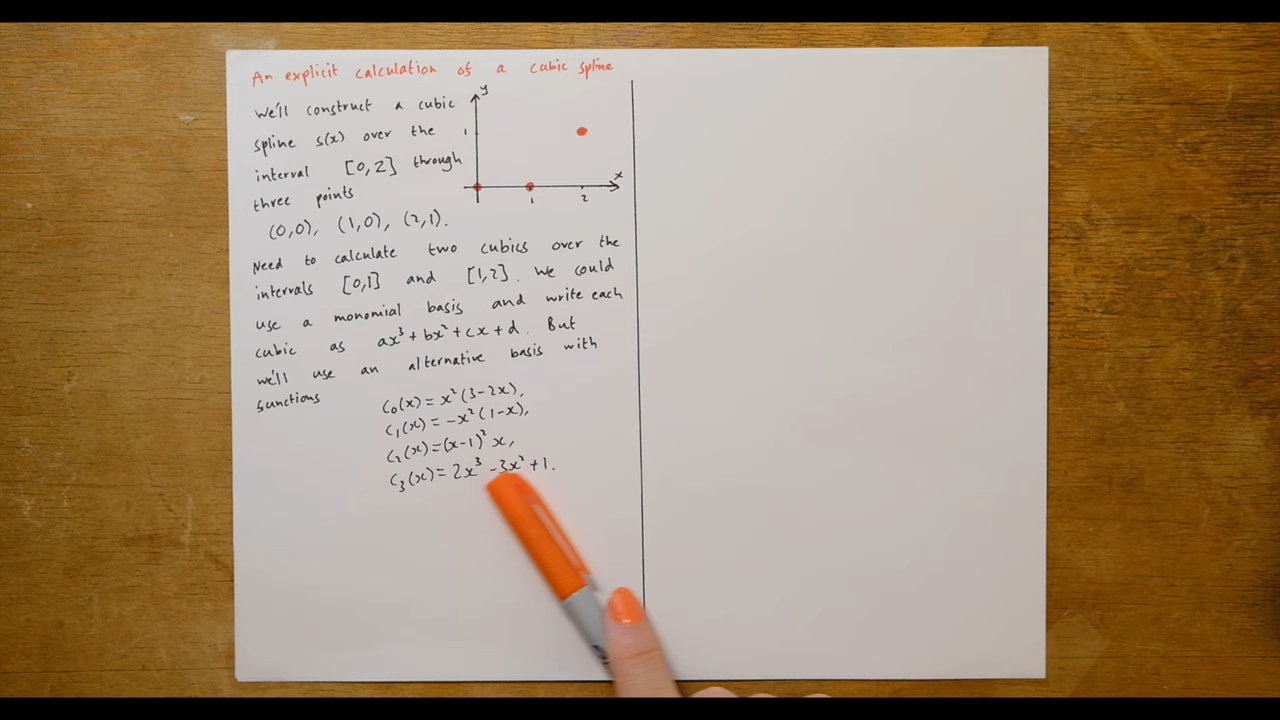 An explicit calculation of a cubic spline
We'll construct a cubic
spline s(x) over the
interval [0,2] through
three points
(0,0), (1,0), (2,1).
y
1
x
1
2
Need to calculate two cubics over the
intervals [0,1] and [1,2]. We could
use a monomial basis and write each
cubic as ax³ + bx² + cx + d. But
we'll use an alternative basis with
functions
c₀(x) = x²(3-2x),
c₁(x) = -x²(1-x),
c₂(x) = (x-1)² x,
c₃(x) = 2x³ - 3x² + 1.